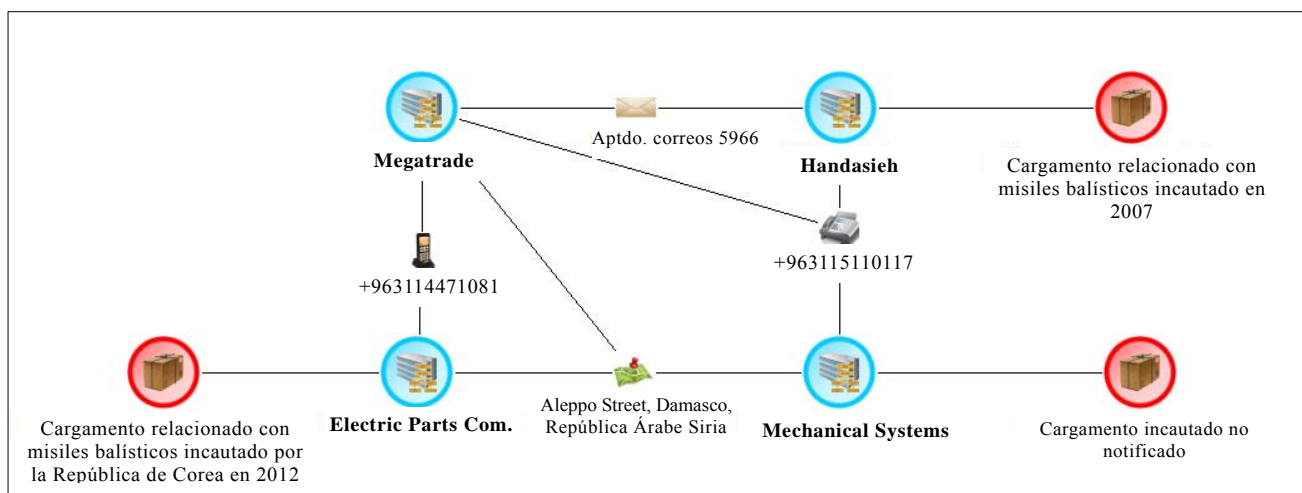 Aptdo. correos 5966
Megatrade
Handasieh
Cargamento relacionado con
misiles balísticos incautado en
2007
+963115110117
+963114471081
Electric Parts Com.
Aleppo Street, Damasco,
República Árabe Siria
Mechanical Systems
Cargamento relacionado con
misiles balísticos incautado por
la República de Corea en 2012
Cargamento incautado no
notificado